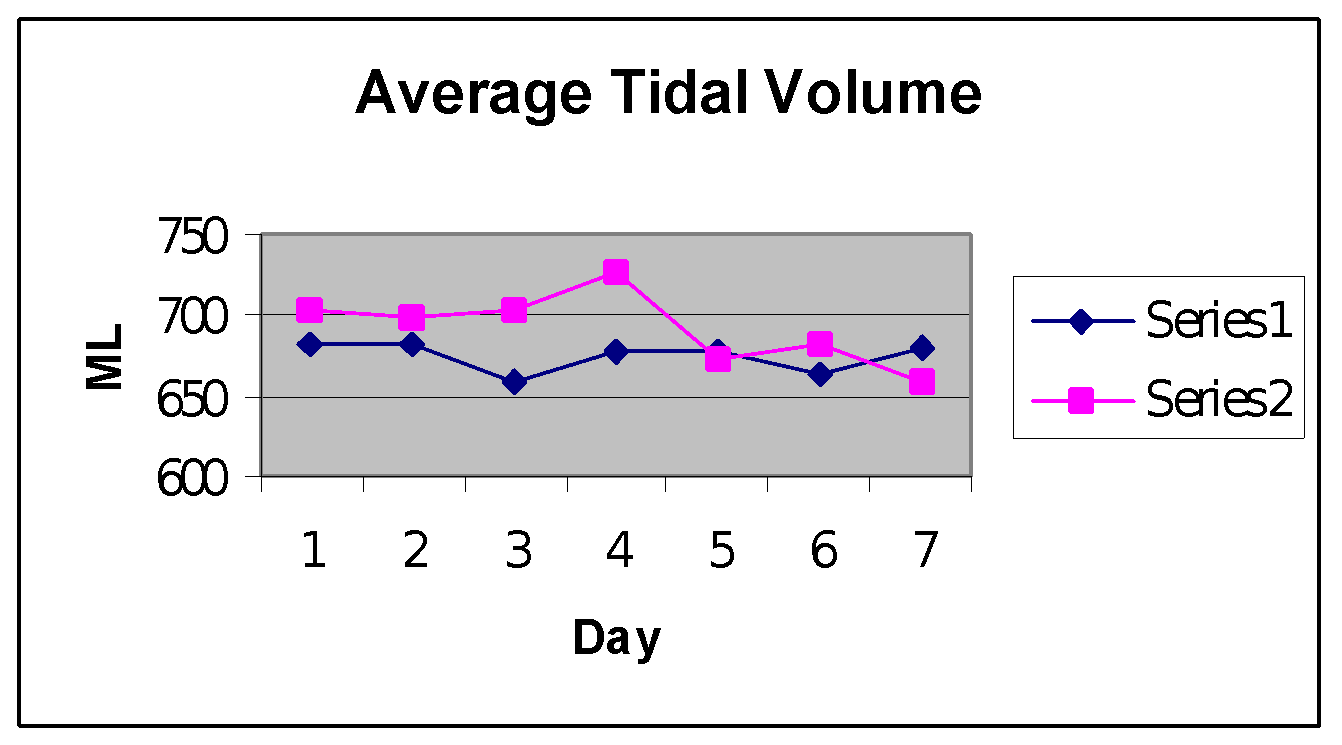 Average Tidal Volume
750
700
650
600
ML
1 2 3 4 5 6 7
Day
Series1
Series2